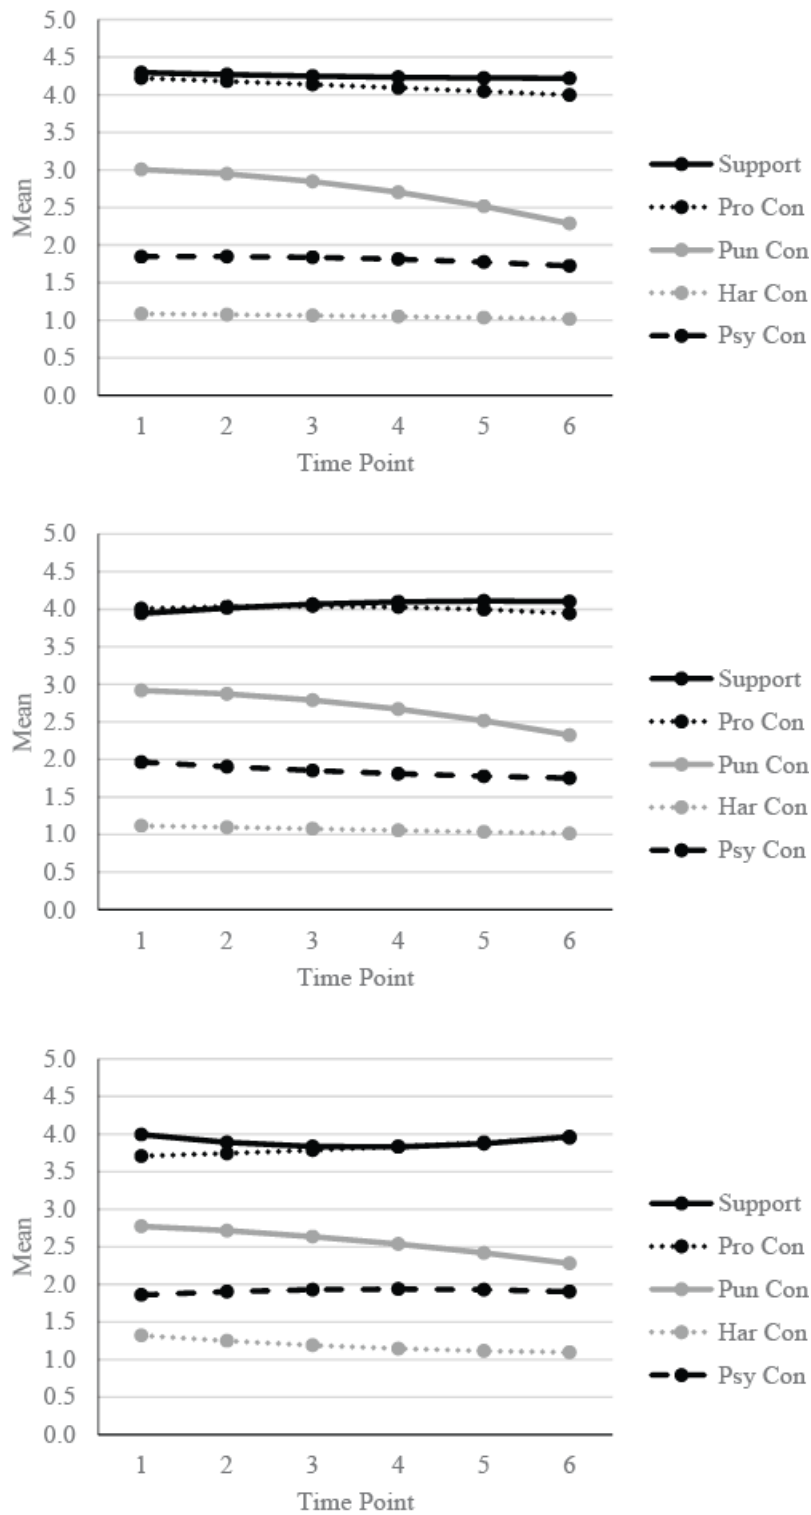 5.0
4.5
4.0
3.5
3.0
2.5
2.0
1.5
1.0
0.5
0.0
Mean
1 2 3 4 5 6
Time Point
Support
Pro Con
Pun Con
Har Con
Psy Con
5.0
4.5
4.0
3.5
3.0
2.5
2.0
1.5
1.0
0.5
0.0
Mean
1 2 3 4 5 6
Time Point
Support
Pro Con
Pun Con
Har Con
Psy Con
5.0
4.5
4.0
3.5
3.0
2.5
2.0
1.5
1.0
0.5
0.0
Mean
1 2 3 4 5 6
Time Point
Support
Pro Con
Pun Con
Har Con
Psy Con